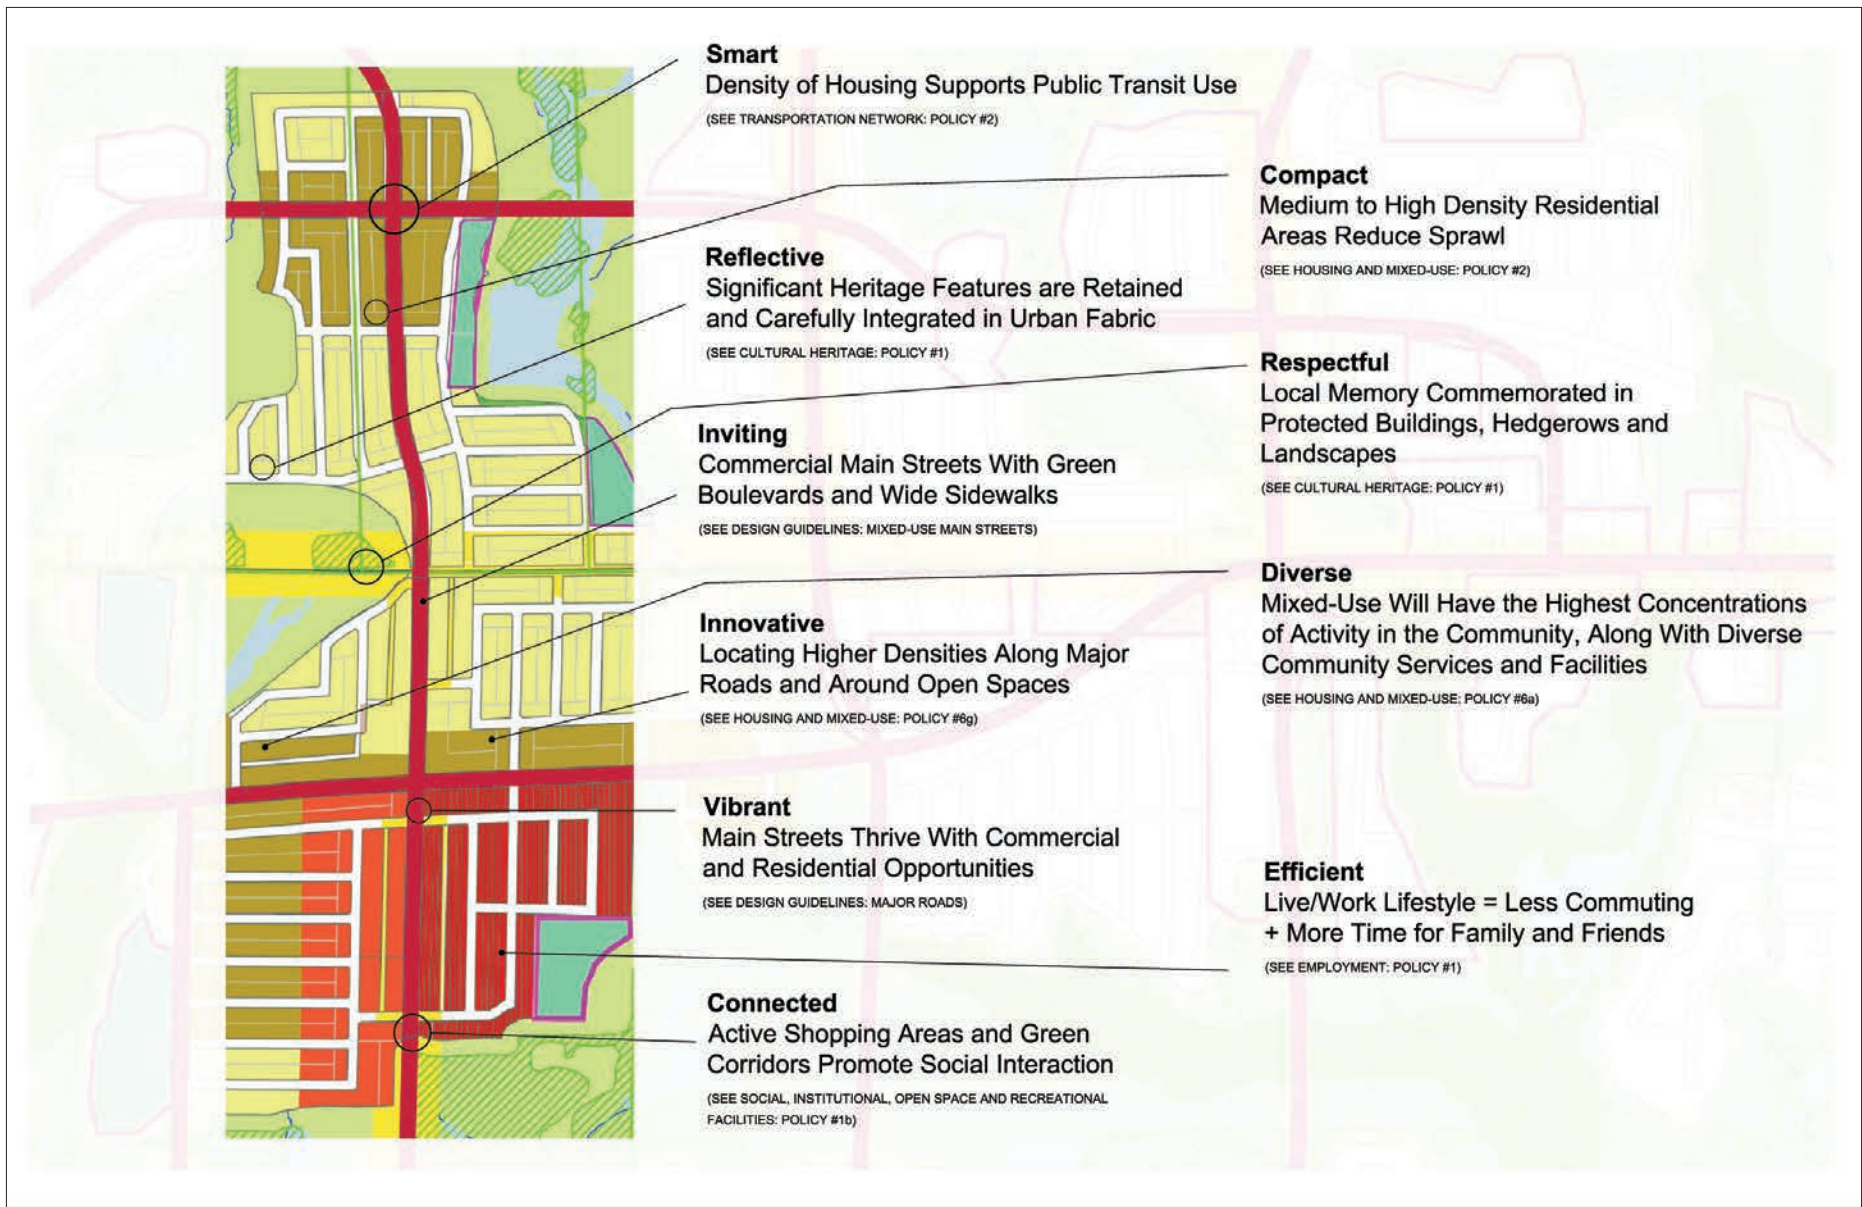 Smart
Density of Housing Supports Public Transit Use
(SEE TRANSPORTATION NETWORK: POLICY #2)
Compact
Medium to High Density Residential
Areas Reduce Sprawl
(SEE HOUSING AND MIXED-USE: POLICY #2)
Reflective
Significant Heritage Features are Retained
and Carefully Integrated in Urban Fabric
(SEE CULTURAL HERITAGE: POLICY #1)
Respectful
Local Memory Commemorated in
Protected Buildings, Hedgerows and
Landscapes
(SEE CULTURAL HERITAGE: POLICY #1)
Inviting
Commercial Main Streets With Green
Boulevards and Wide Sidewalks
(SEE DESIGN GUIDELINES: MIXED-USE MAIN STREETS)
Diverse
Mixed-Use Will Have the Highest Concentrations
of Activity in the Community, Along With Diverse
Community Services and Facilities
(SEE HOUSING AND MIXED-USE: POLICY #6a)
Innovative
Locating Higher Densities Along Major
Roads and Around Open Spaces
(SEE HOUSING AND MIXED-USE: POLICY #6g)
Vibrant
Main Streets Thrive With Commercial
and Residential Opportunities
(SEE DESIGN GUIDELINES: MAJOR ROADS)
Efficient
Live/Work Lifestyle = Less Commuting
+ More Time for Family and Friends
(SEE EMPLOYMENT: POLICY #1)
Connected
Active Shopping Areas and Green
Corridors Promote Social Interaction
(SEE SOCIAL, INSTITUTIONAL, OPEN SPACE AND RECREATIONAL
FACILITIES: POLICY #1b)